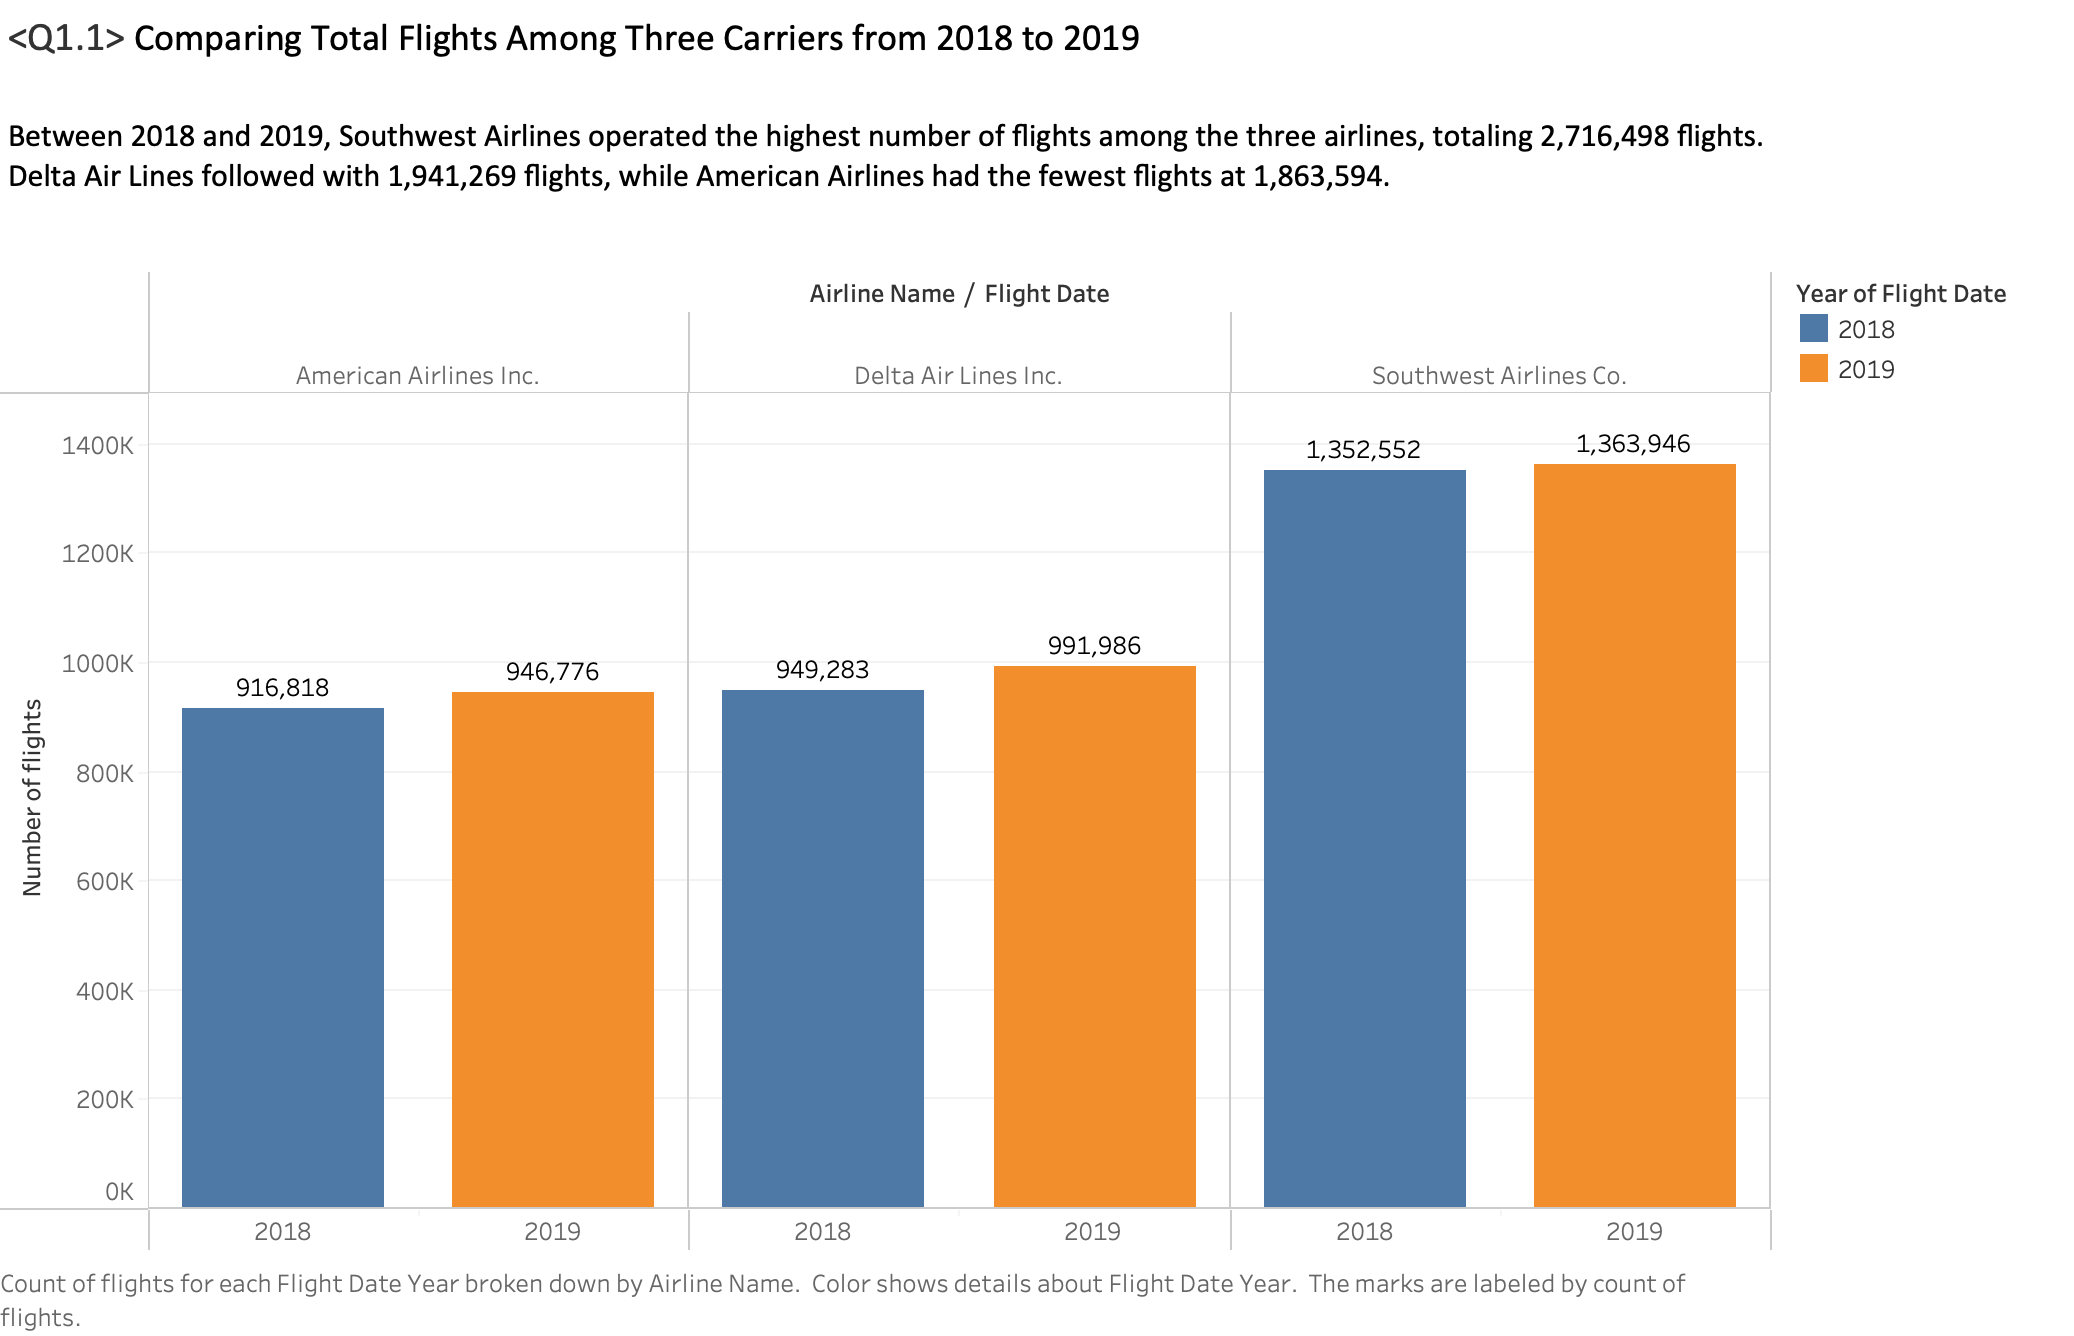 <Q1.1> Comparing Total Flights Among Three Carriers from 2018 to 2019
Between 2018 and 2019, Southwest Airlines operated the highest number of flights among the three airlines, totaling 2,716,498 flights.
Delta Air Lines followed with 1,941,269 flights, while American Airlines had the fewest flights at 1,863,594.
Airline Name / Flight Date
American Airlines Inc.
Delta Air Lines Inc.
Southwest Airlines Co.
Year of Flight Date
2018
2019
Number of flights
1400K
1200K
1000K
800K
600K
400K
200K
0K
916,818
946,776
949,283
991,986
1,352,552
1,363,946
2018
2019
2018
2019
2018
2019
Count of flights for each Flight Date Year broken down by Airline Name.  Color shows details about Flight Date Year.  The marks are labeled by count of
flights.